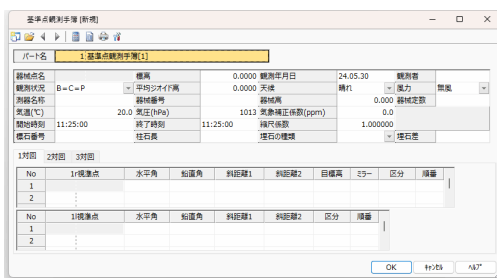 基準点観測手簿 [新規]
パート名 1 基準点観測手簿[1]
器械点名 標高 0.0000 観測年月日 24.05.30 観測者
観測状況 B=C=P 平均ジオイド高 0.0000 天候 晴れ 風力 無風
測器名称 器械番号 器械高 0.000 器械定数
気温(℃) 20.0 気圧(hPa) 1013 気象補正係数(ppm) 0.0
開始時刻 11:25:00 終了時刻 11:25:00 縮尺係数 1.000000
標石番号 柱石長 埋石の種類 埋石差
1対回 2対回 3対回
No 1r視準点 水平角 鉛直角 斜距離1 斜距離2 目標高 ミラー 区分 順番
1
2
No 1l視準点 水平角 鉛直角 斜距離1 斜距離2 区分 順番
1
2
OK キャンセル ヘルプ